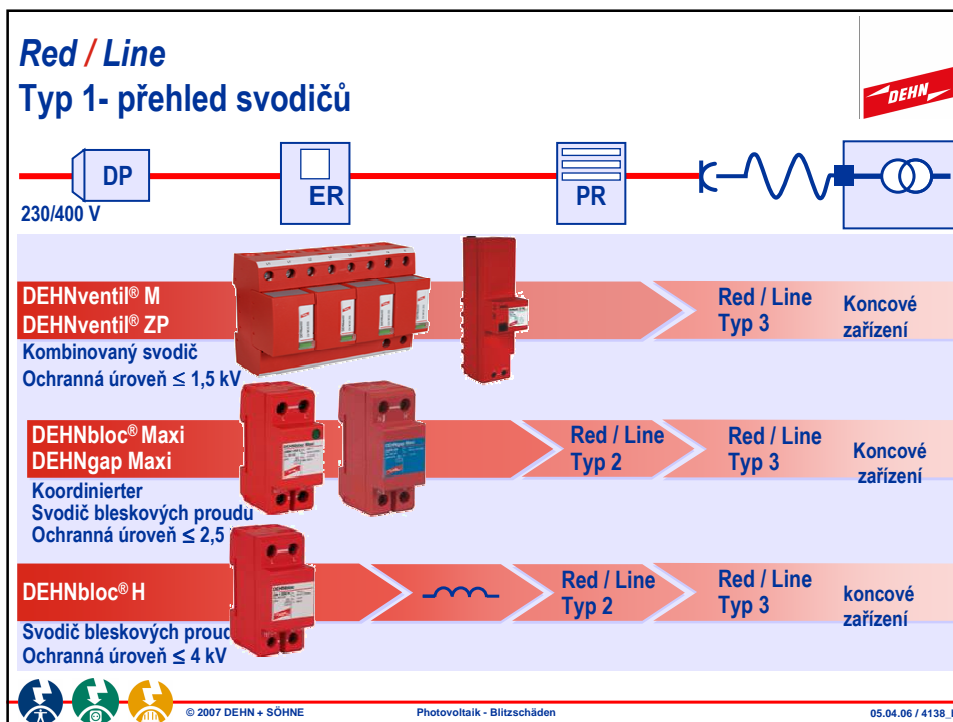 Red / Line
Typ 1- přehled svodičů
DEHN
DP
ER
PR
230/400 V
DEHNventil® M
DEHNventil® ZP
Red / Line
Typ 3
Koncové
zařízení
Kombinovaný svodič
Ochranná úroveň ≤ 1,5 kV
DEHNbloc® Maxi
DEHNgap Maxi
Red / Line
Typ 2
Red / Line
Typ 3
Koncové
zařízení
Koordinierter
Svodič bleskových proudu
Ochranná úroveň ≤ 2,5
DEHNbloc® H
Red / Line
Typ 2
Red / Line
Typ 3
koncové
zařízení
Svodič bleskových proud
Ochranná úroveň ≤ 4 kV
© 2007 DEHN + SÖHNE
Photovoltaik - Blitzschäden
05.04.06 / 4138_